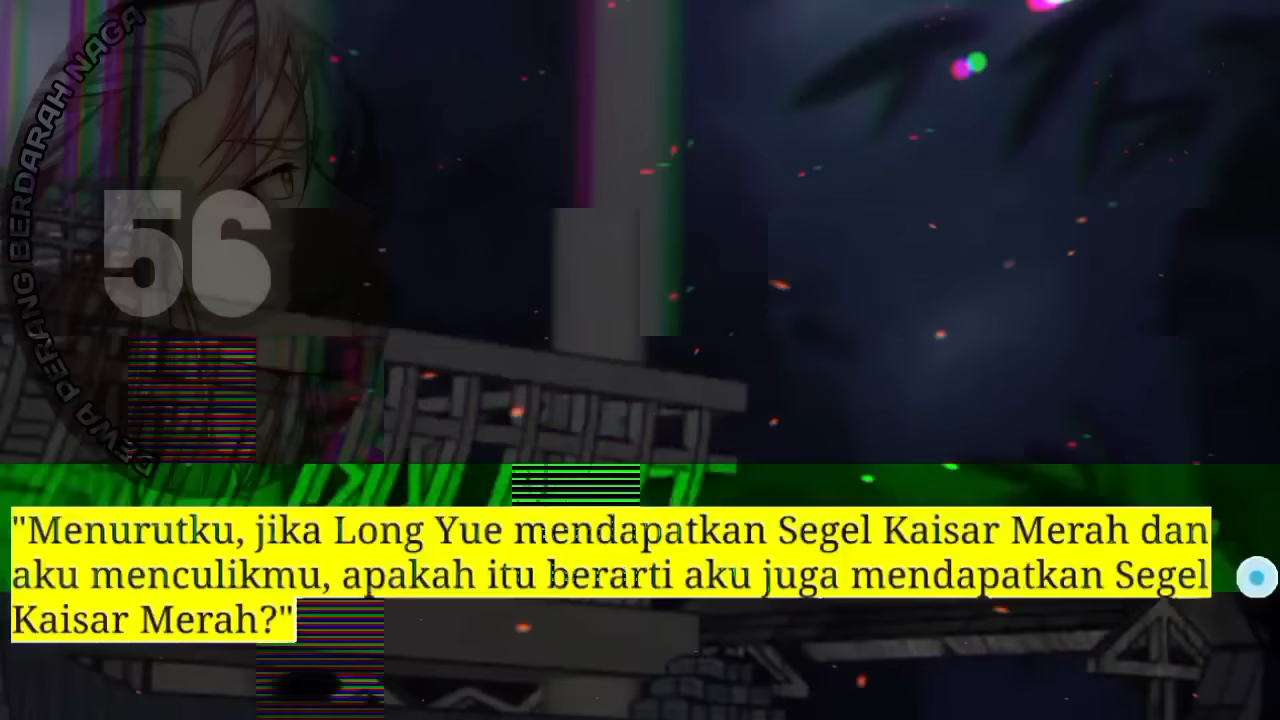 DEWA PERANG BERDARAH NAGA
56
"Menurutku, jika Long Yue mendapatkan Segel Kaisar Merah dan
aku menculikmu, apakah itu berarti aku juga mendapatkan Segel
Kaisar Merah?"